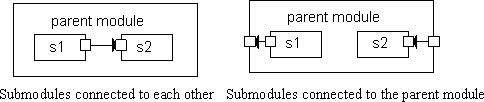 parent module
s1
s2
Submodules connected to each other
parent module
s1
s2
Submodules connected to the parent module